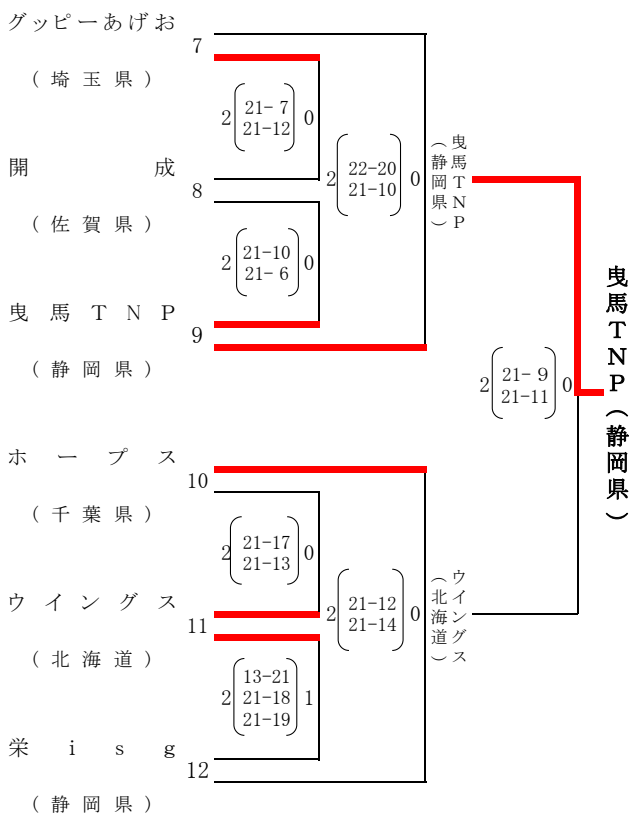 グッピーあげお
7
（埼玉県）
2 21- 7 0
21-12
開成
8
（佐賀県）
2 21-10 0
21- 6
曳馬TNP
9
（静岡県）
2 22-20 0
21-10
曳馬TNP
（静岡県）
ホープス
10
（千葉県）
2 21-17 0
21-13
ウイングス
11
（北海道）
13-21
2 21-18 1
21-19
栄isg
12
（静岡県）
2 21-12 0
21-14
ウイングス
（北海道）
2 21- 9 0
21-11
曳馬TNP（静岡県）